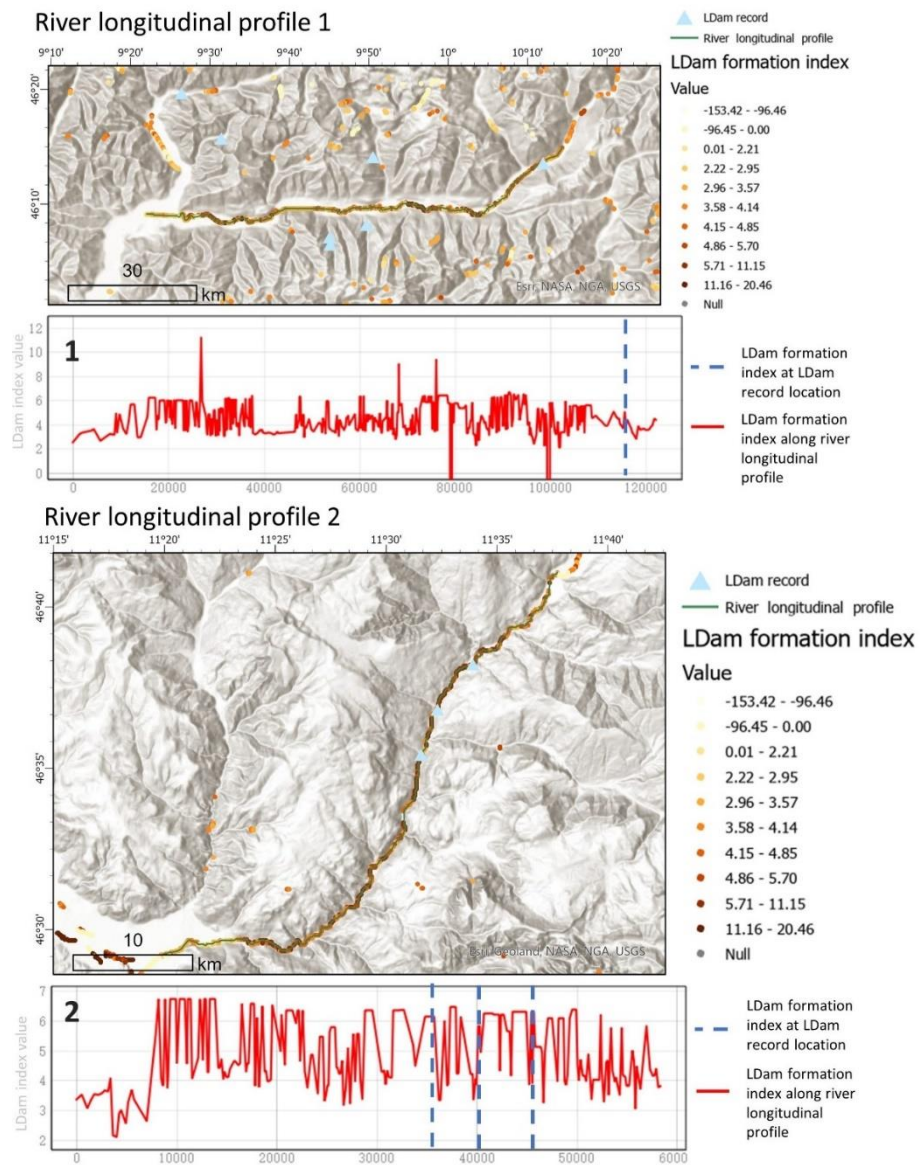 River longitudinal profile 1
9°10' 9°20' 9°30' 9°40' 9°50' 10° 10°10' 10°20'
46°20'
46°10'
30
km
Esri, NASA, NGA, USGS
LDam record
River longitudinal profile
LDam formation index
Value
-153.42 - -96.46
-96.45 - 0.00
0.01 - 2.21
2.22 - 2.95
2.96 - 3.57
3.58 - 4.14
4.15 - 4.85
4.86 - 5.70
5.71 - 11.15
11.16 - 20.46
Null
1
LDam index value
12
10
8
6
4
2
0
0 20000 40000 60000 80000 100000 120000
LDam formation
index at LDam
record location
LDam formation
index along river
longitudinal
profile
River longitudinal profile 2
11°15 11°20' 11°25' 11°30' 11°35' 11°40'
46°40'
46°35'
46°30'
10
km
Esri, Geoland, NASA, NGA, USGS
LDam record
River longitudinal profile
LDam formation index
Value
-153.42 - -96.46
-96.45 - 0.00
0.01 - 2.21
2.22 - 2.95
2.96 - 3.57
3.58 - 4.14
4.15 - 4.85
4.86 - 5.70
5.71 - 11.15
11.16 - 20.46
Null
2
LDam index value
7
6
5
4
3
2
0 10000 20000 30000 40000 50000 6000
LDam formation
index at LDam
record location
LDam formation
index along river
longitudinal
profile